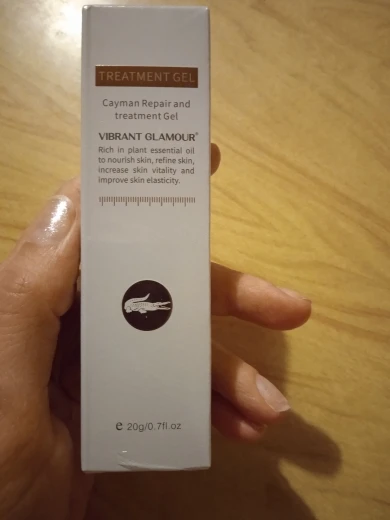 TREATMENT GEL
Cayman Repair and
treatment Gel
VIBRANT GLAMOUR®
Rich in plant essential oil
to nourish skin, refine skin,
increase skin vitality and
improve skin elasticity.
e 20g/0.7fl.oz